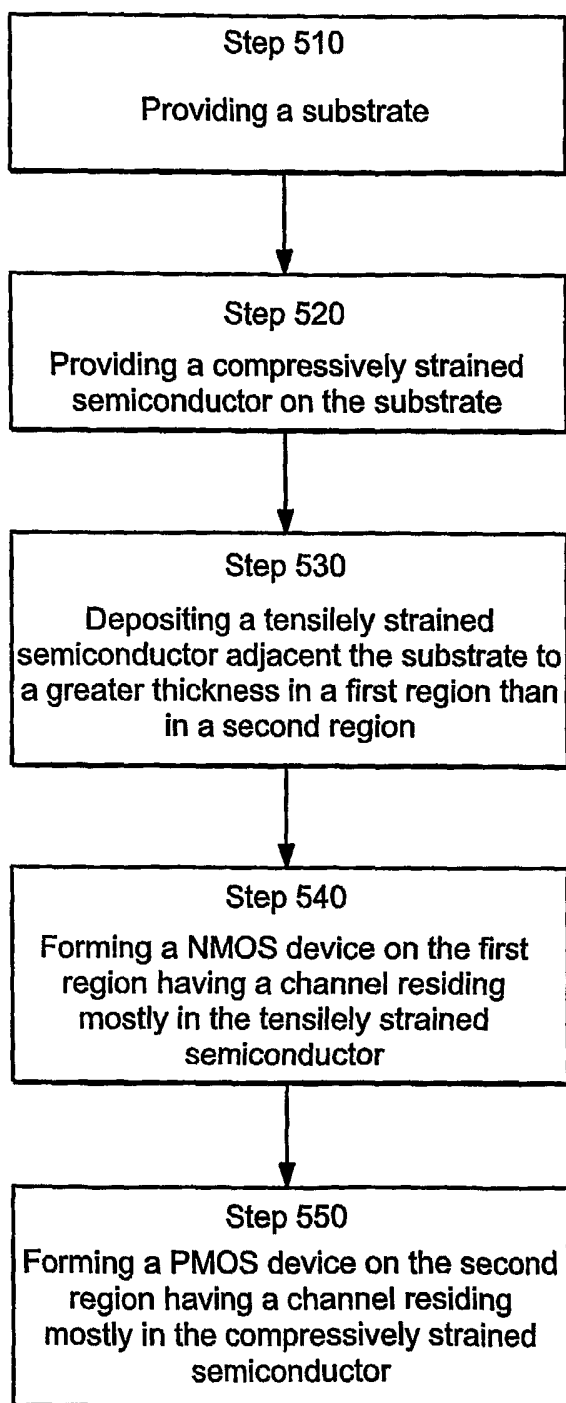 Step 510
Providing a substrate
Step 520
Providing a compressively strained
semiconductor on the substrate
Step 530
Depositing a tensilely strained
semiconductor adjacent the substrate to
a greater thickness in a first region than
in a second region
Step 540
Forming a NMOS device on the first
region having a channel residing
mostly in the tensilely strained
semiconductor
Step 550
Forming a PMOS device on the second
region having a channel residing
mostly in the compressively strained
semiconductor